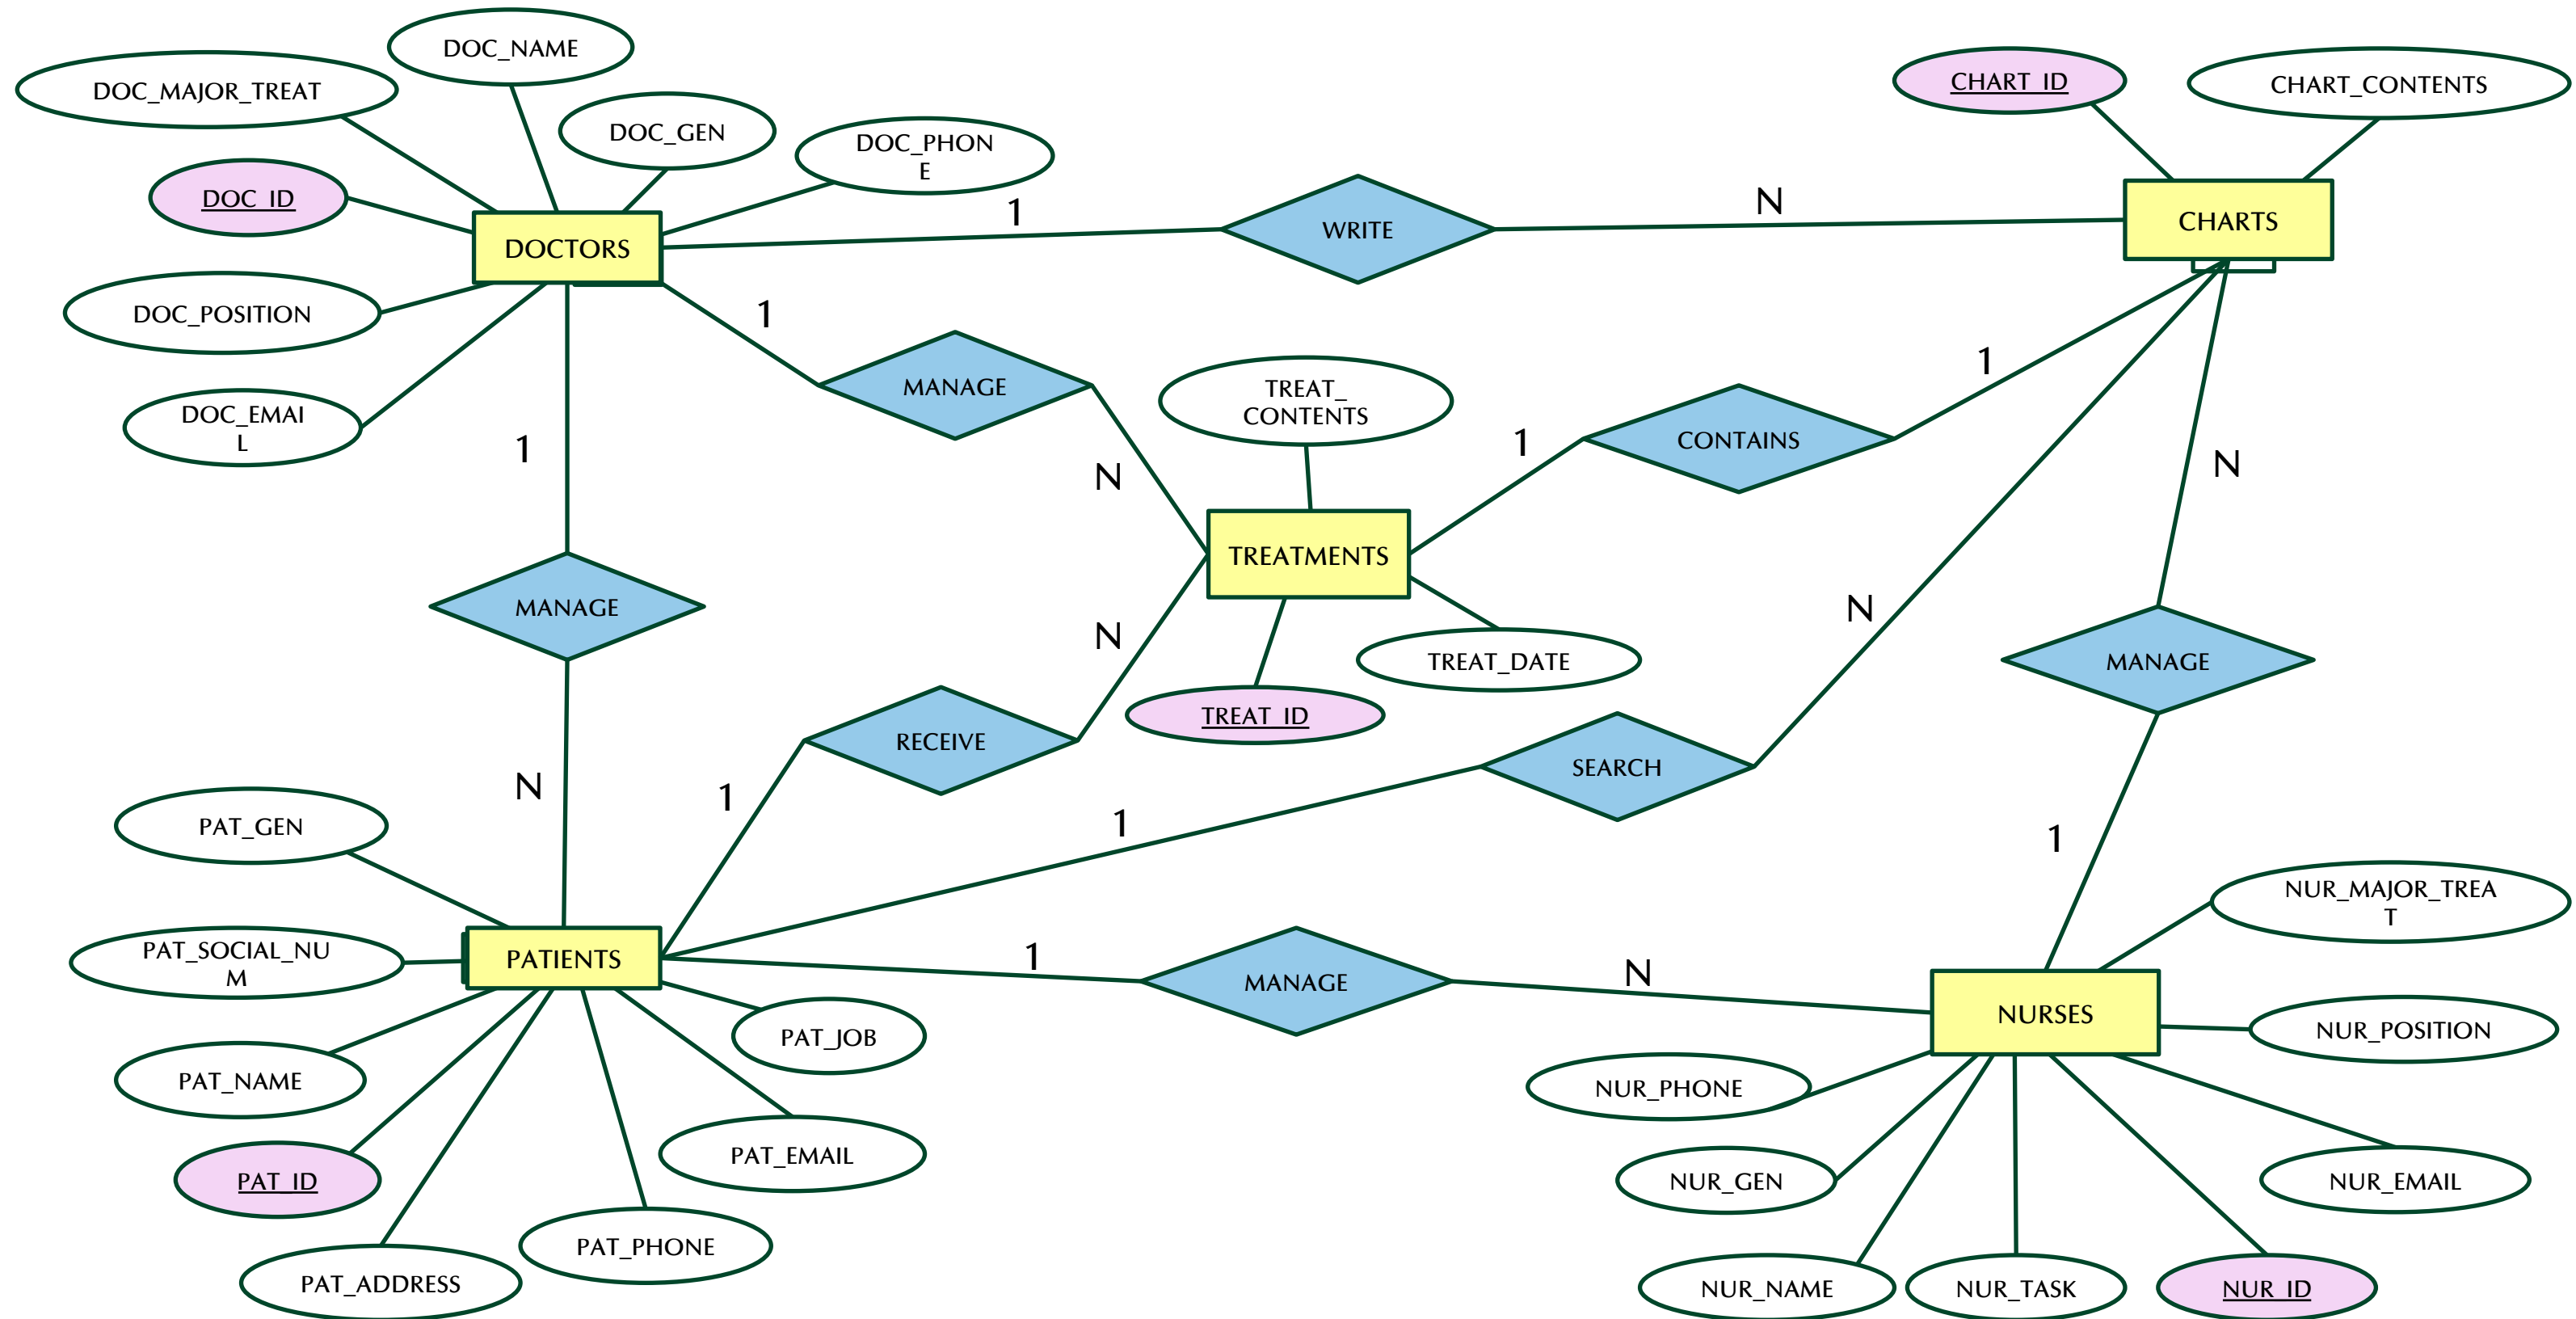 DOC_NAME
DOC_MAJOR_TREAT
DOC_GEN
DOC_PHON
E
DOC_ID
DOCTORS
DOC_POSITION
DOC_EMAI
L
CHART_ID
CHART_CONTENTS
CHARTS
1
WRITE
N
1
MANAGE
N
TREAT_
CONTENTS
1
CONTAINS
1
N
1
MANAGE
N
TREATMENTS
TREAT_DATE
TREAT_ID
N
RECEIVE
1
N
SEARCH
1
MANAGE
1
PAT_GEN
PAT_SOCIAL_NU
M
PATIENTS
PAT_NAME
PAT_JOB
PAT_ID
PAT_EMAIL
PAT_ADDRESS
PAT_PHONE
1
MANAGE
N
NUR_MAJOR_TREA
T
NURSES
NUR_POSITION
NUR_PHONE
NUR_GEN
NUR_EMAIL
NUR_NAME
NUR_TASK
NUR_ID